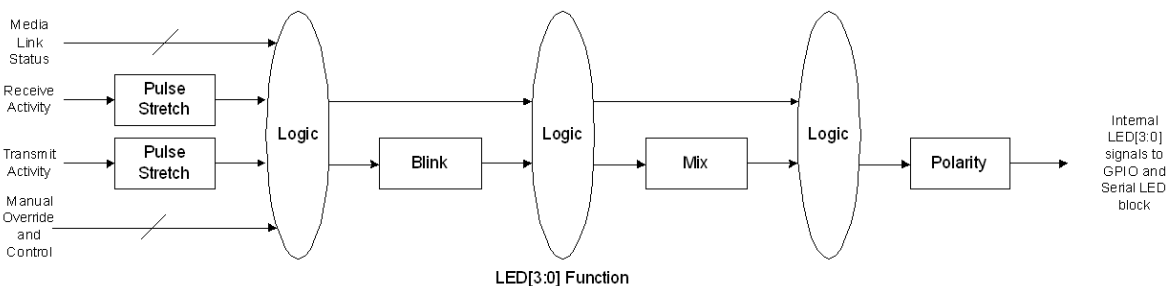 Media
Link
Status
Receive
Activity
Pulse
Stretch
Transmit
Activity
Pulse
Stretch
Manual
Override
and
Control
Logic
Blink
Logic
Mix
Logic
Polarity
Internal
LED[3:0]
signals to
GPIO and
Serial LED
block
LED[3:0] Function